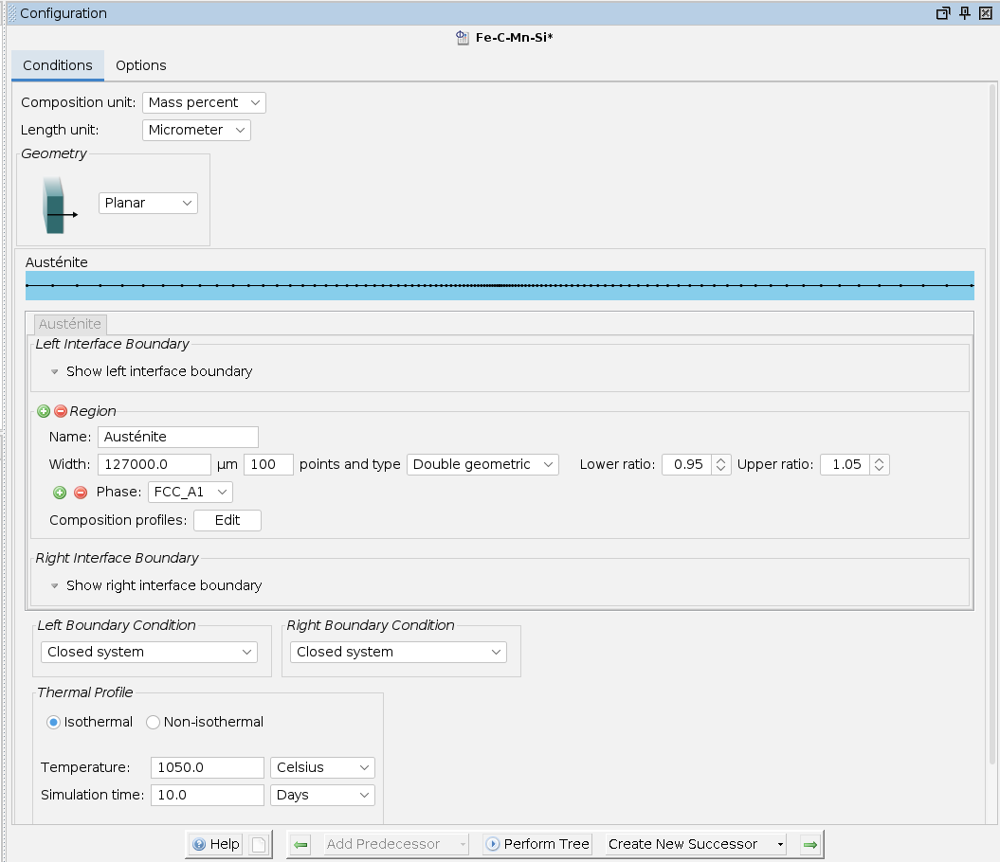 Configuration
Fe-C-Mn-Si*
Conditions Options
Composition unit: Mass percent
Length unit: Micrometer
Geometry
Planar
Austénite
Austénite
Left Interface Boundary
Show left interface boundary
Region
Name: Austénite
Width: 127000.0 µm 100 points and type Double geometric Lower ratio: 0.95 Upper ratio: 1.05
Phase: FCC_A1
Composition profiles: Edit
Right Interface Boundary
Show right interface boundary
Left Boundary Condition Right Boundary Condition
Closed system Closed system
Thermal Profile
Isothermal Non-isothermal
Temperature: 1050.0 Celsius
Simulation time: 10.0 Days
Help Add Predecessor Perform Tree Create New Successor